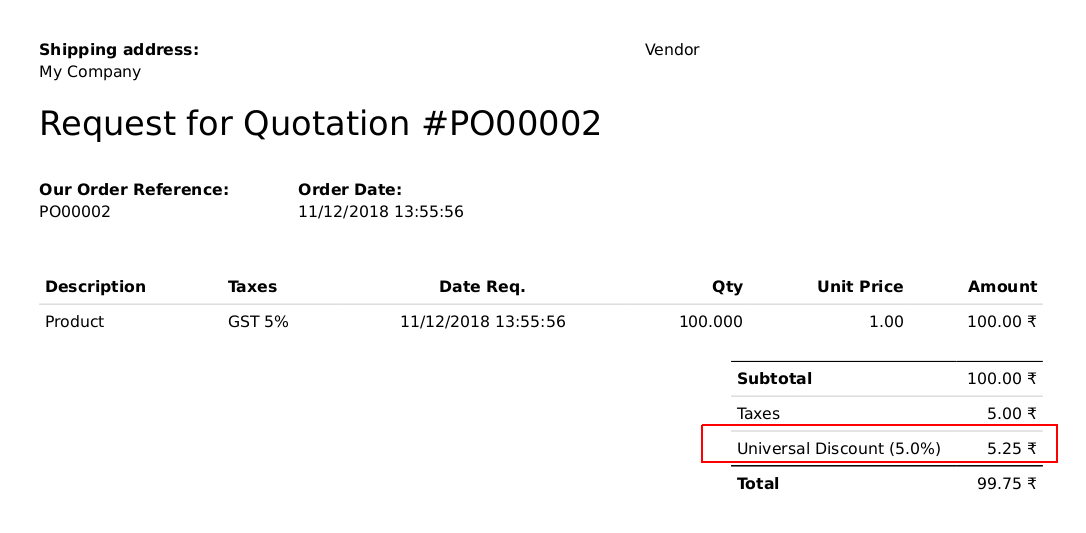 Shipping address:
My Company
Vendor
Request for Quotation #PO00002
Our Order Reference: Order Date:
PO00002 11/12/2018 13:55:56
Description Taxes Date Req. Qty Unit Price Amount
Product GST 5% 11/12/2018 13:55:56 100.000 1.00 100.00 ₹
Subtotal 100.00 ₹
Taxes 5.00 ₹
Universal Discount (5.0%) 5.25 ₹
Total 99.75 ₹